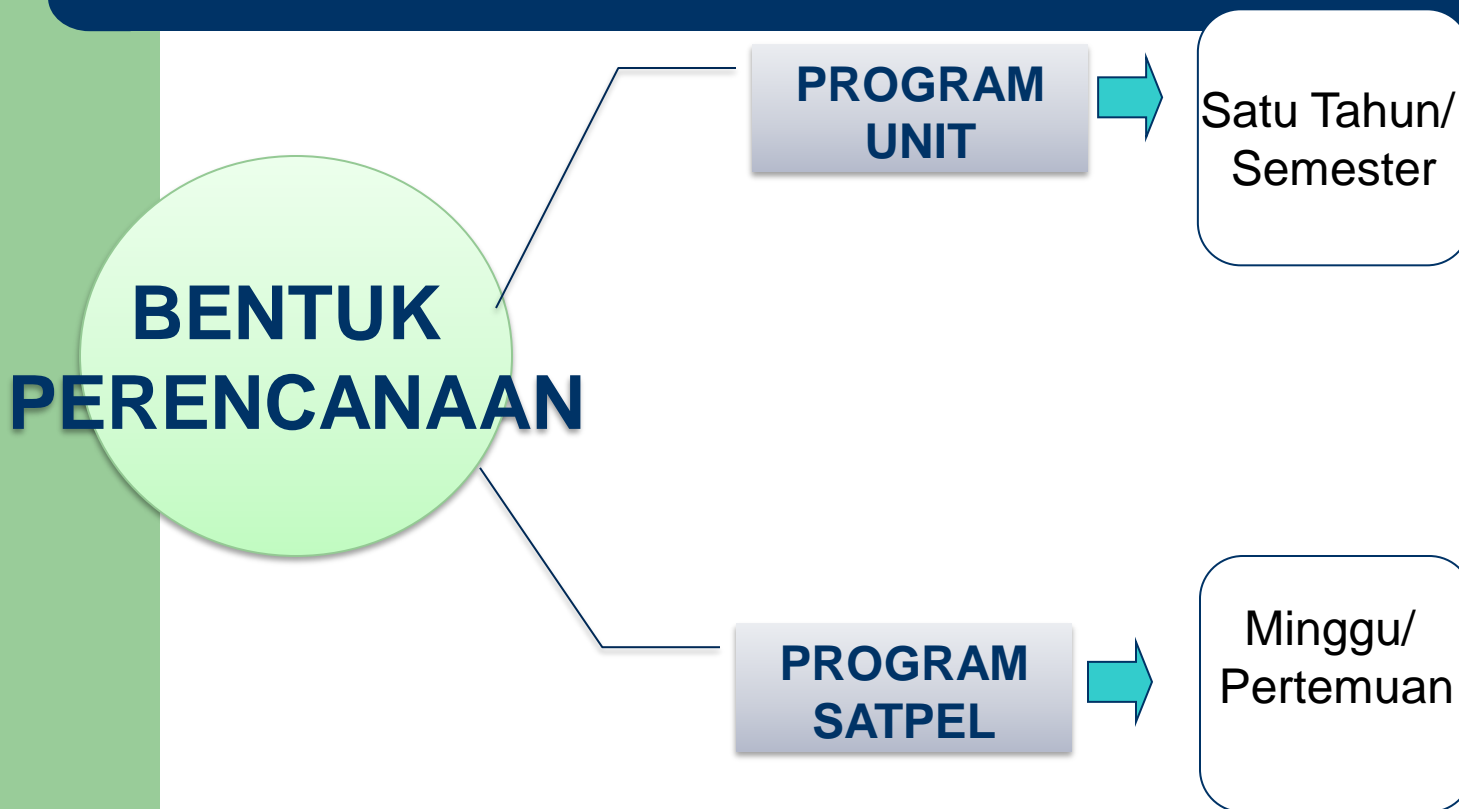 PROGRAM
UNIT
Satu Tahun/
Semester
BENTUK
PERENCANAAN
PROGRAM
SATPEL
Minggu/
Pertemuan